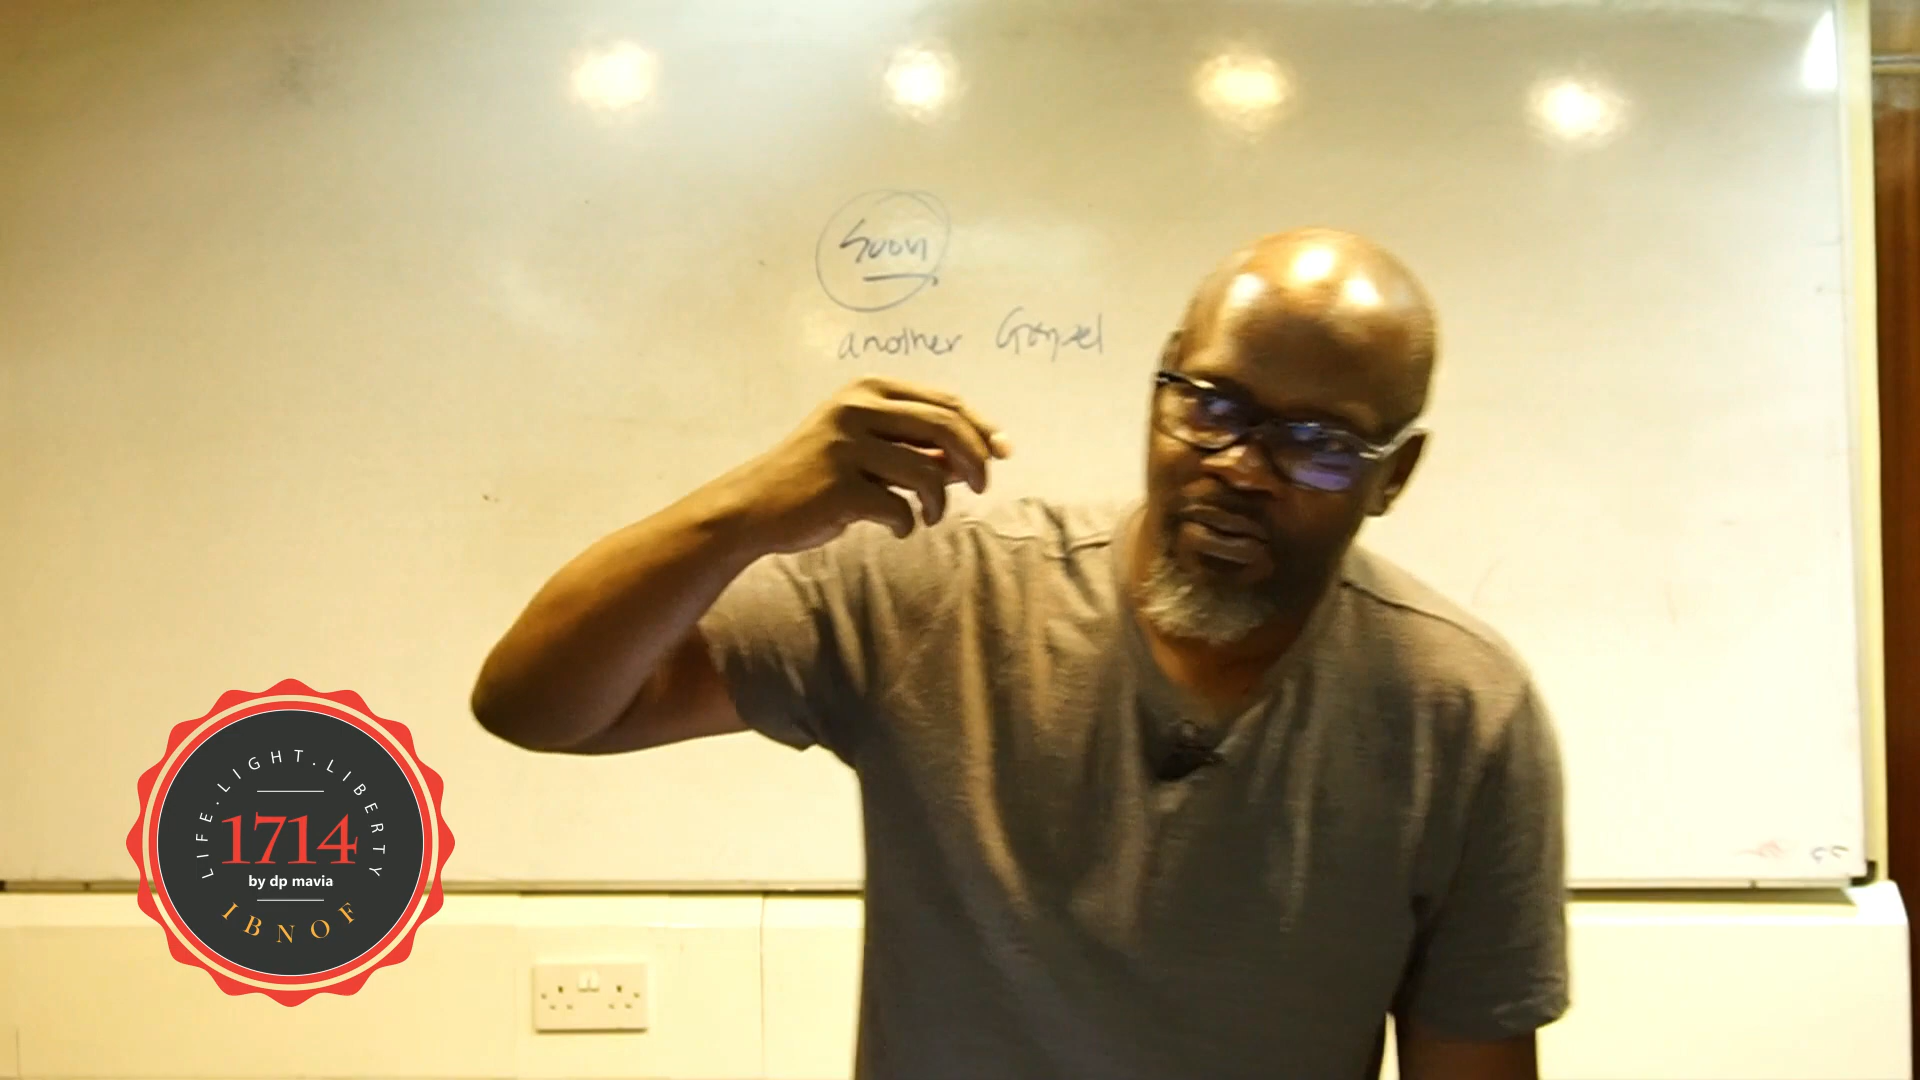 Soon
another Gospel
LIFE.LIGHT.LIBERTY
1714
by dp mavia
IBNOF